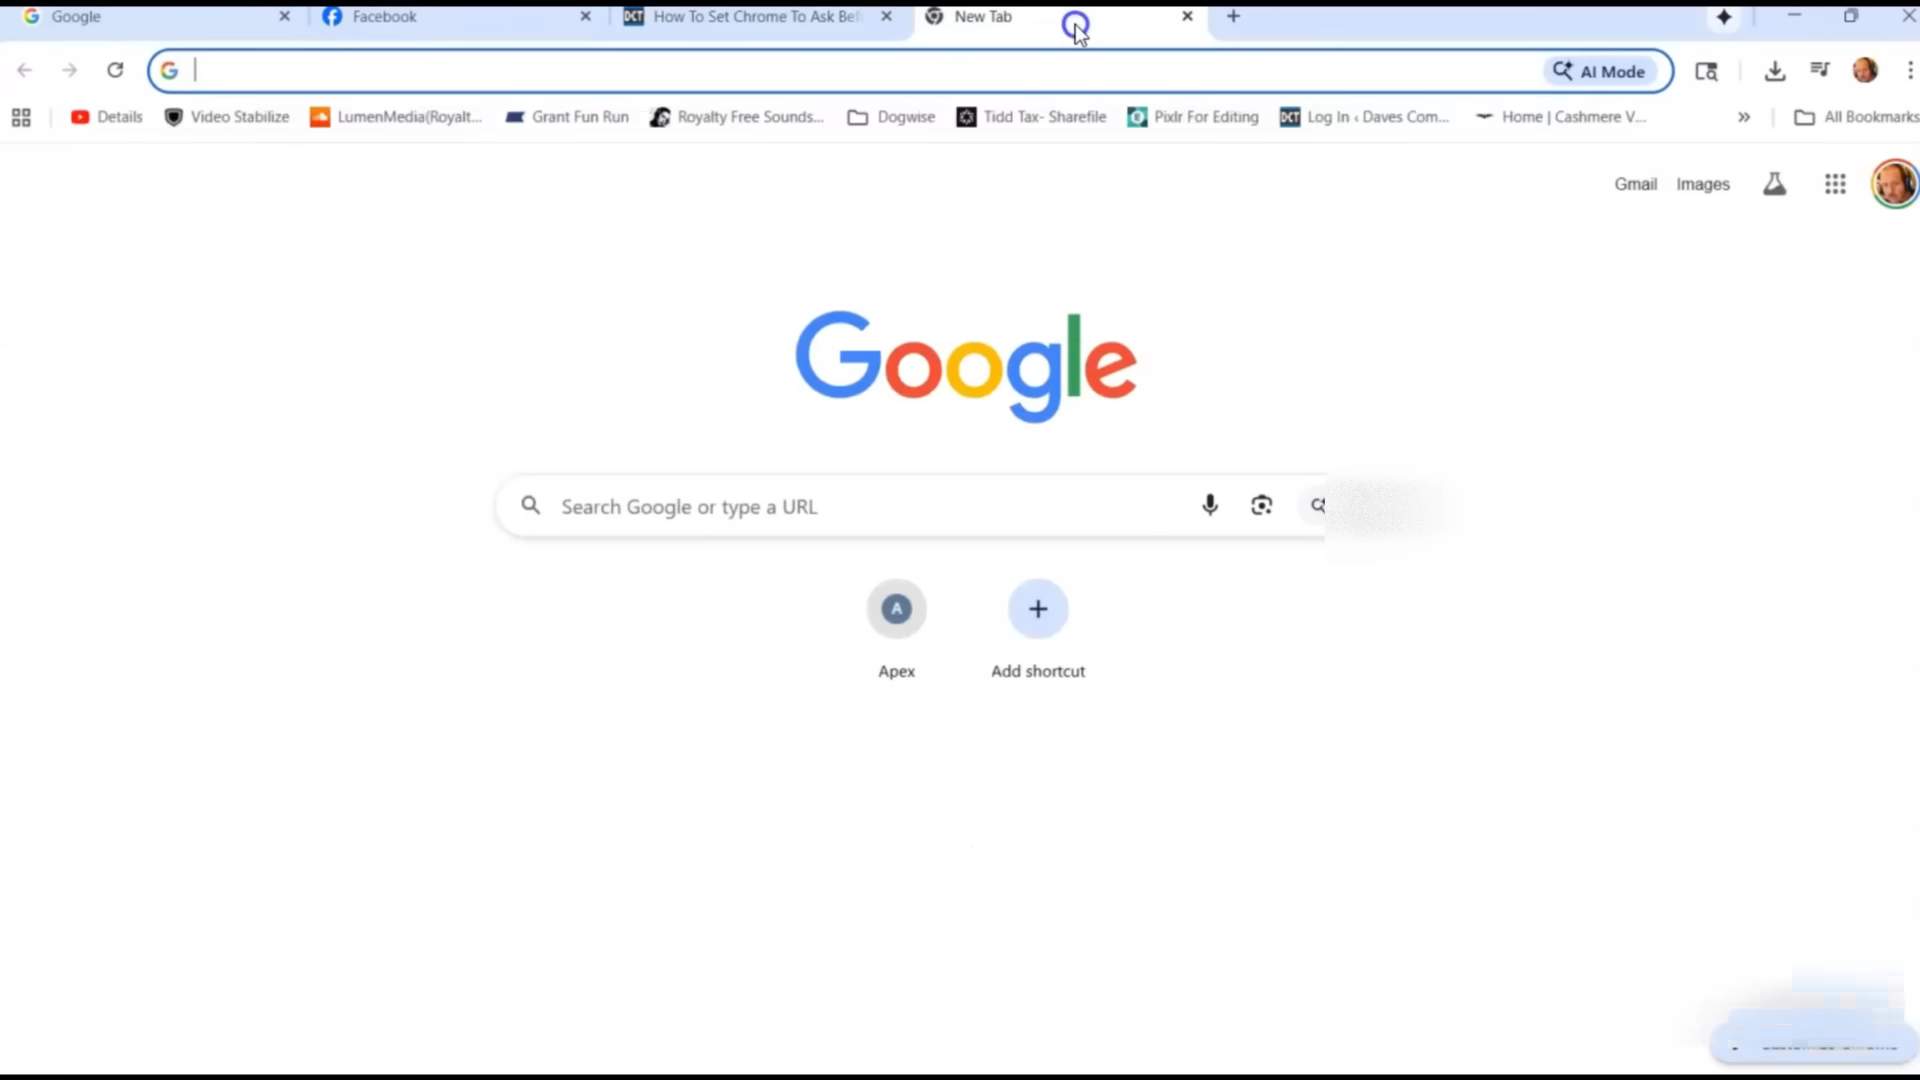 Google
Facebook
DCT How To Set Chrome To Ask Bef
New Tab
AI Mode
Details
Video Stabilize
LumenMedia(Royalt...
Grant Fun Run
Royalty Free Sounds...
Dogwise
Tidd Tax- Sharefile
Pixlr For Editing
DCT Log In ‹ Daves Com...
Home | Cashmere V...
All Bookmarks
Gmail
Images
Google
Search Google or type a URL
A
Apex
Add shortcut